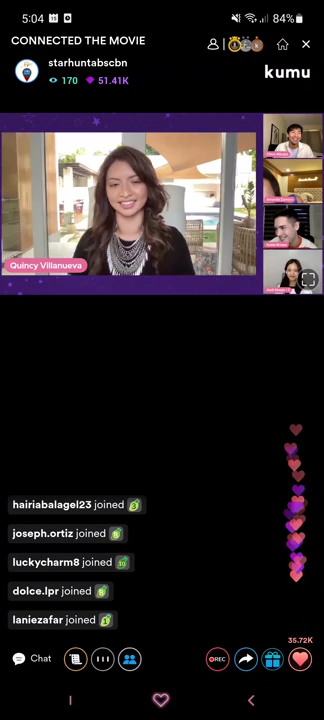 5:04
84%
CONNECTED THE MOVIE
starhuntabscbn
170 51.41K
kumu
Quincy Villanueva
hairiabalagel23 joined
joseph.ortiz joined
luckycharm8 joined
dolce.lpr joined
laniezafar joined
35.72K
Chat
REC